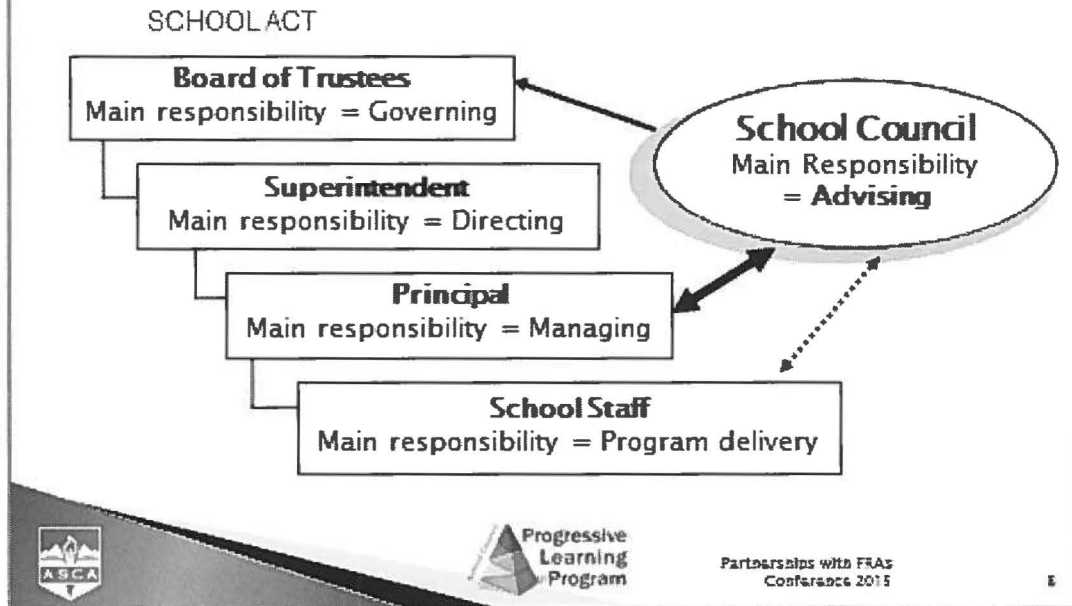 SCHOOL ACT
Board of Trustees
Main responsibility = Governing
School Council
Main Responsibility
= Advising
Superintendent
Main responsibility = Directing
Principal
Main responsibility = Managing
School Staff
Main responsibility = Program delivery
ASCA
Progressive
Learning
Program
Partnerships with FRAs
Conference 2015